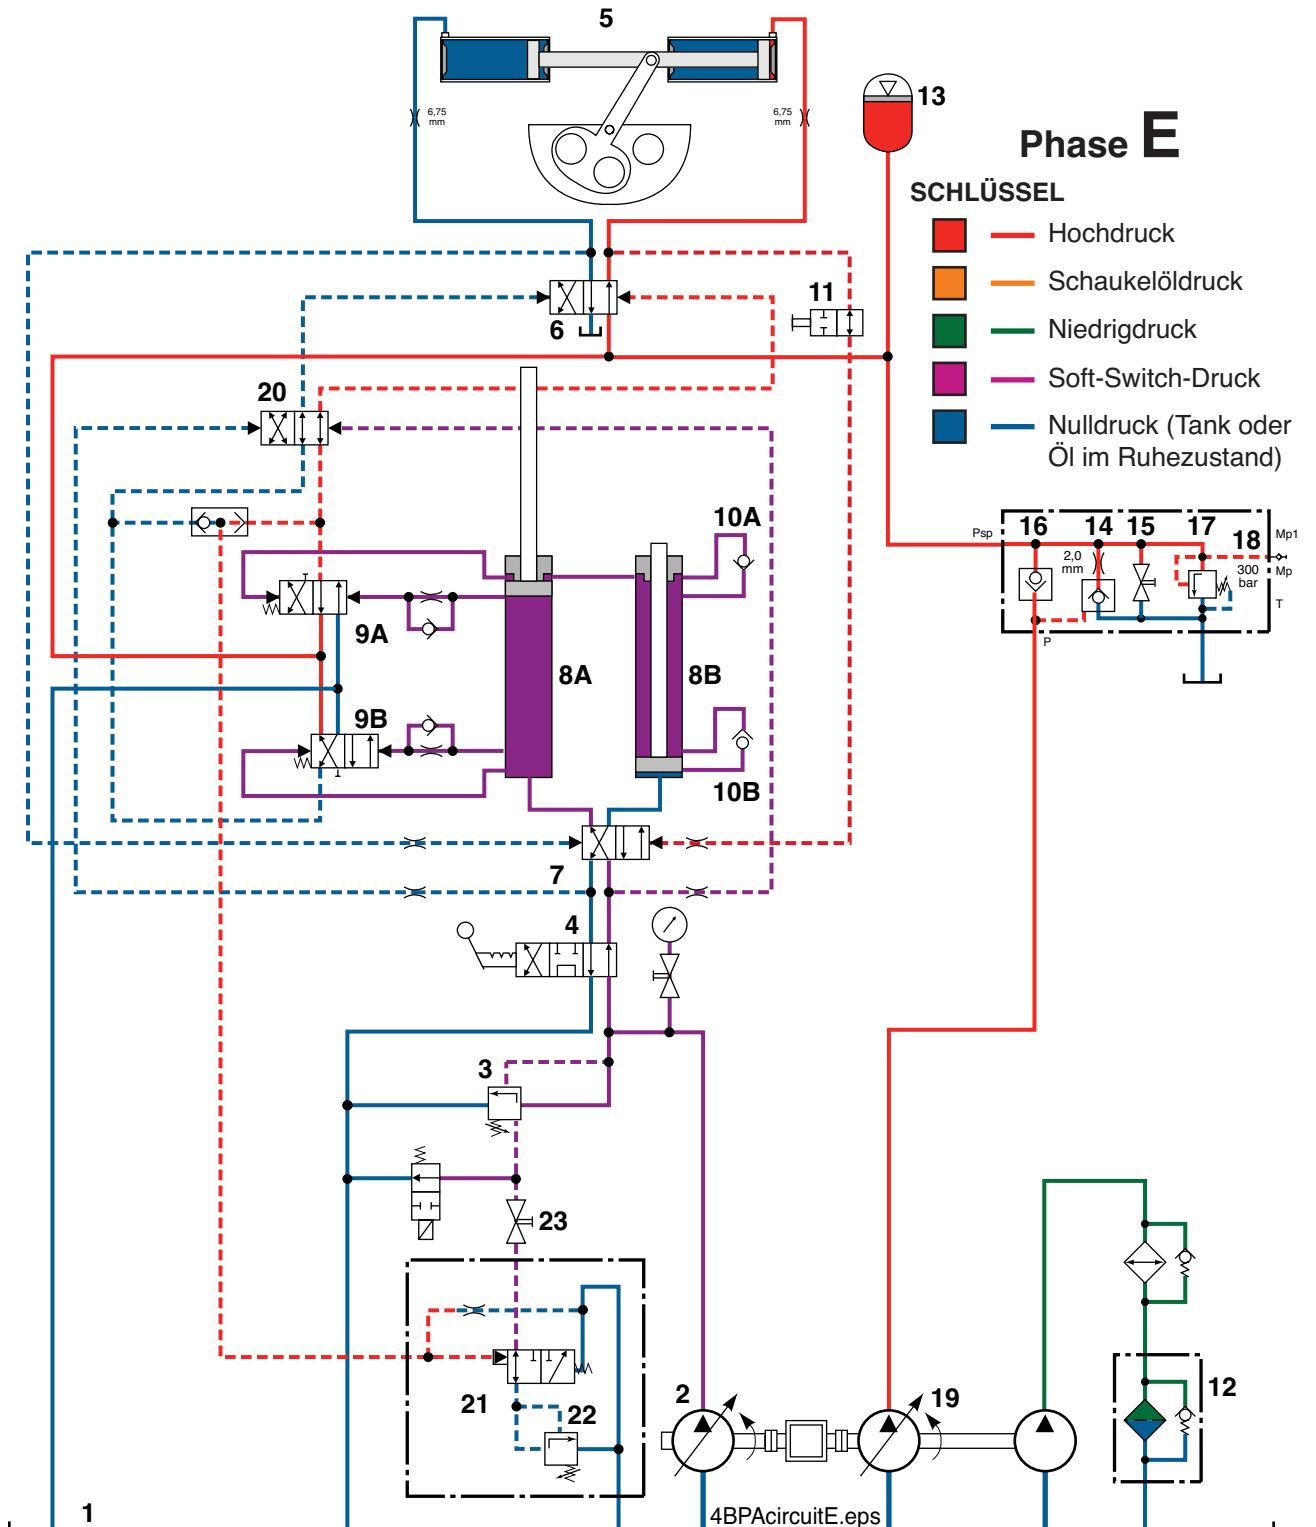 5
6,75
mm
6,75
mm
13
Phase E
SCHLÜSSEL
Hochdruck
Schaukelöldruck
Niedrigdruck
Soft-Switch-Druck
Nulldruck (Tank oder
Öl im Ruhezustand)
11
6
20
10A
Psp
16
14
15
17
18
Mp1
2,0
mm
300
bar
Mp
T
P
9A
8A
8B
9B
10B
7
4
3
23
21
22
2
19
12
1
4BPAcircuitE.eps